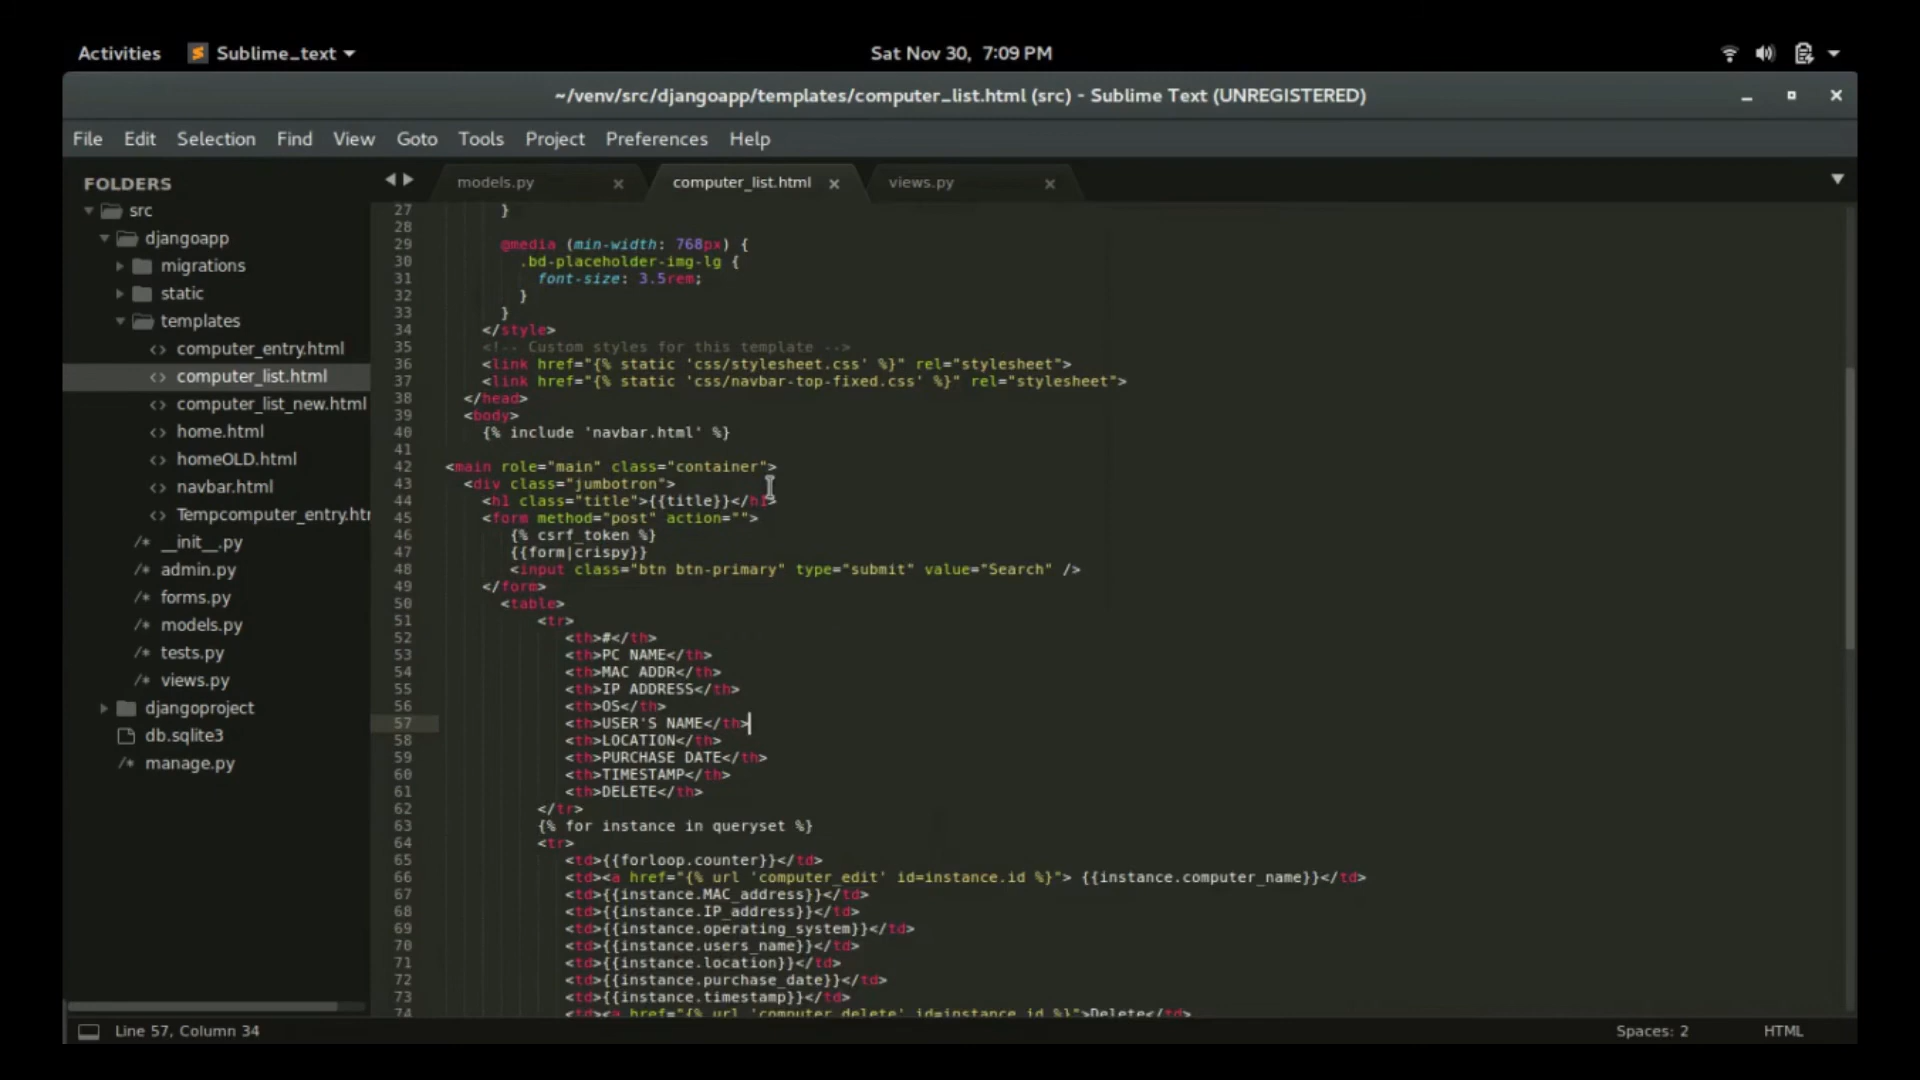 Activities Sublime_text Sat Nov 30, 7:09 PM
~/venv/src/djangoapp/templates/computer_list.html (src) - Sublime Text (UNREGISTERED)
File Edit Selection Find View Goto Tools Project Preferences Help
FOLDERS
src
djangoapp
migrations
static
templates
computer_entry.html
computer_list.html
computer_list_new.html
home.html
homeOLD.html
navbar.html
Tempcomputer_entry.htr
/* __init__.py
/* admin.py
/* forms.py
/* models.py
/* tests.py
/* views.py
djangoproject
db.sqlite3
/* manage.py
models.py computer_list.html views.py
27 }
28
29 @media (min-width: 768px) {
30 .bd-placeholder-img-lg {
31 font-size: 3.5rem;
32 }
33 }
34 </style>
35 <!-- Custom styles for this template -->
36 <link href="{% static 'css/stylesheet.css' %}" rel="stylesheet">
37 <link href="{% static 'css/navbar-top-fixed.css' %}" rel="stylesheet">
38 </head>
39 <body>
40 {% include 'navbar.html' %}
41
42 <main role="main" class="container">
43 <div class="jumbotron">
44 <h1 class="title">{{title}}</h1>
45 <form method="post" action="">
46 {% csrf_token %}
47 {{form|crispy}}
48 <input class="btn btn-primary" type="submit" value="Search" />
49 </form>
50 <table>
51 <tr>
52 <th>#</th>
53 <th>PC NAME</th>
54 <th>MAC ADDR</th>
55 <th>IP ADDRESS</th>
56 <th>OS</th>
57 <th>USER'S NAME</th>
58 <th>LOCATION</th>
59 <th>PURCHASE DATE</th>
60 <th>TIMESTAMP</th>
61 <th>DELETE</th>
62 </tr>
63 {% for instance in queryset %}
64 <tr>
65 <td>{{forloop.counter}}</td>
66 <td><a href="{% url 'computer_edit' id=instance.id %}"> {{instance.computer_name}}</td>
67 <td>{{instance.MAC_address}}</td>
68 <td>{{instance.IP_address}}</td>
69 <td>{{instance.operating_system}}</td>
70 <td>{{instance.users_name}}</td>
71 <td>{{instance.location}}</td>
72 <td>{{instance.purchase_date}}</td>
73 <td>{{instance.timestamp}}</td>
74 <td><a href="{% url 'computer_delete' id=instance.id %}">Delete</td>
Line 57, Column 34 Spaces: 2 HTML